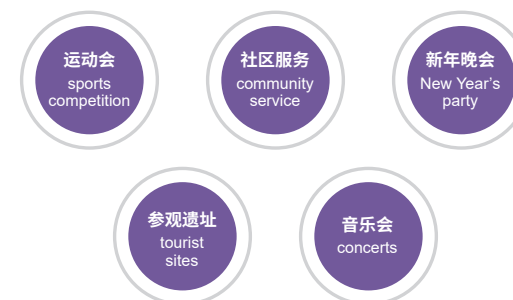 运动会
sports
competition
社区服务
community
service
新年晚会
New Year's
party
参观遗址
tourist
sites
音乐会
concerts